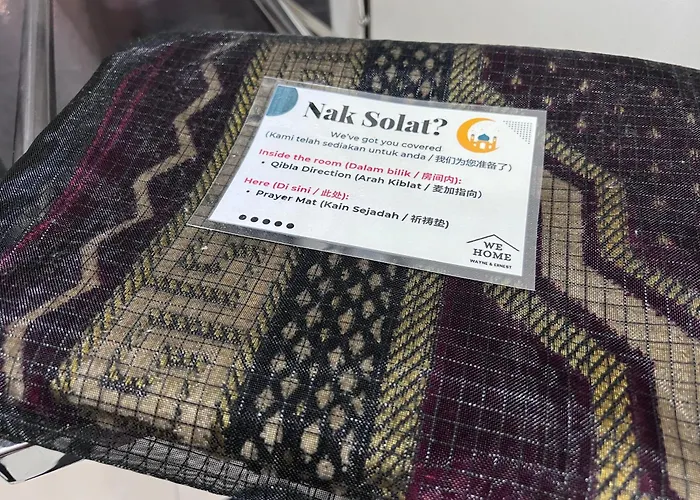 Nak Solat?
We've got you covered
(Kami telah sediakan untuk anda / 我们为您准备了)
Inside the room (Dalam bilik / 房间内):
• Qibla Direction (Arah Kiblat / 麦加指向)
Here (Di sini / 此处):
• Prayer Mat (Kain Sejadah / 祈祷垫)
WE
HOME
WAYNE & ERNEST